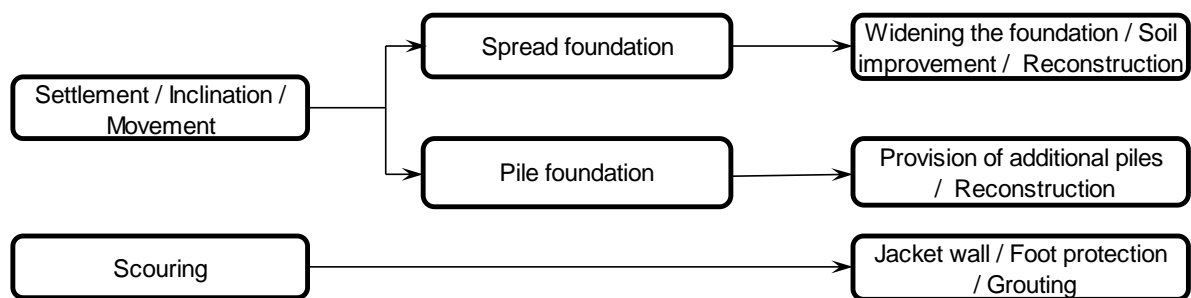 Spread foundation
Widening the foundation / Soil
improvement / Reconstruction
Settlement / Inclination /
Movement
Pile foundation
Provision of additional piles
/ Reconstruction
Scouring
Jacket wall / Foot protection
/ Grouting